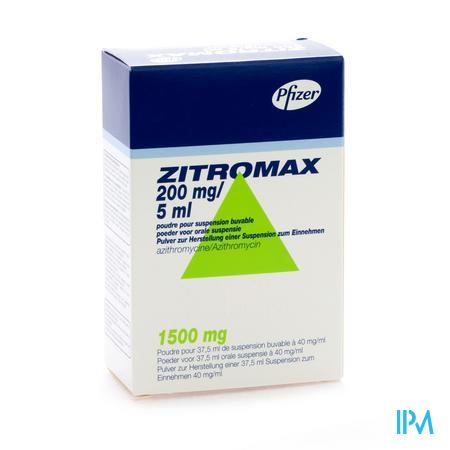 Pfizer
ZITROMAX
200 mg/
5 ml
poudre pour suspension buvable
poeder voor orale suspensie
Pulver zur Herstellung einer Suspension zum Einnehmen
azithromycine/Azithromycin
1500 mg
Poudre pour 37,5 ml de suspension buvable à 40 mg/ml
Poeder voor 37,5 ml orale suspensie à 40 mg/ml
Pulver zur Herstellung einer 37,5 ml Suspension zum
Einnehmen 40 mg/ml
IPM